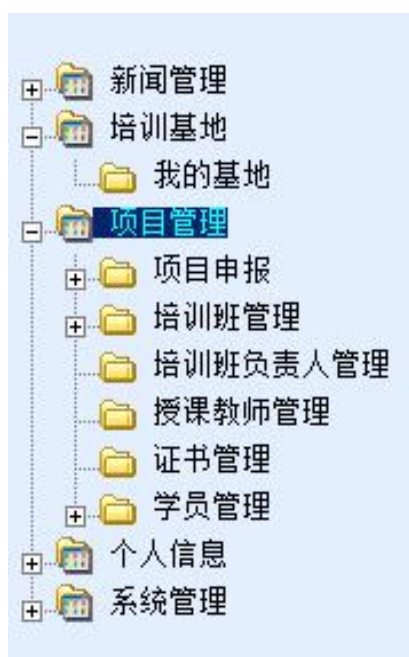 新闻管理
培训基地
我的基地
项目管理
项目申报
培训班管理
培训班负责人管理
授课教师管理
证书管理
学员管理
个人信息
系统管理